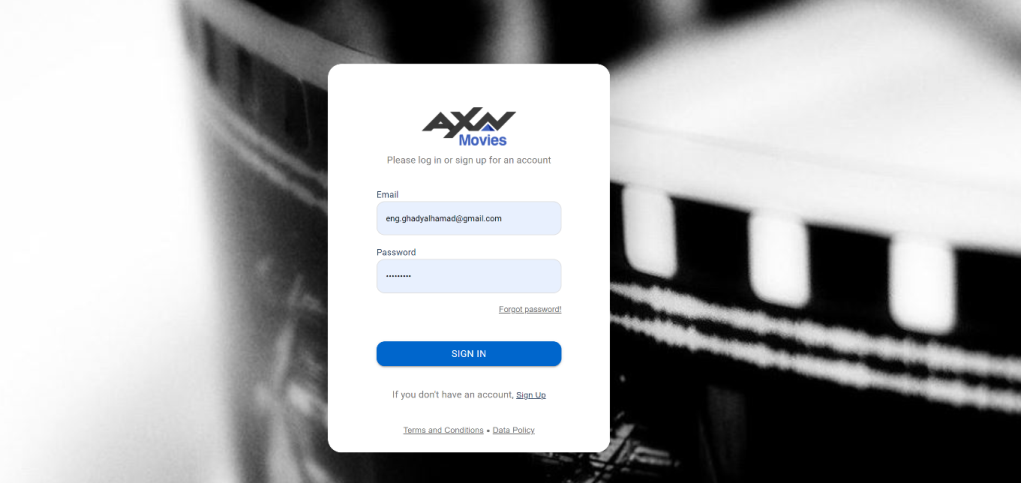 AXN
Movies
Please log in or sign up for an account
Email
eng.ghadyalhamad@gmail.com
Password
•••••••••
Forgot password!
SIGN IN
If you don't have an account, Sign Up
Terms and Conditions • Data Policy